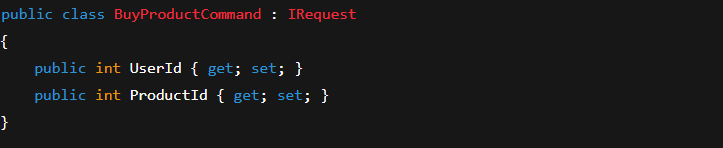 public class BuyProductCommand : IRequest
{
    public int UserId { get; set; }
    public int ProductId { get; set; }
}